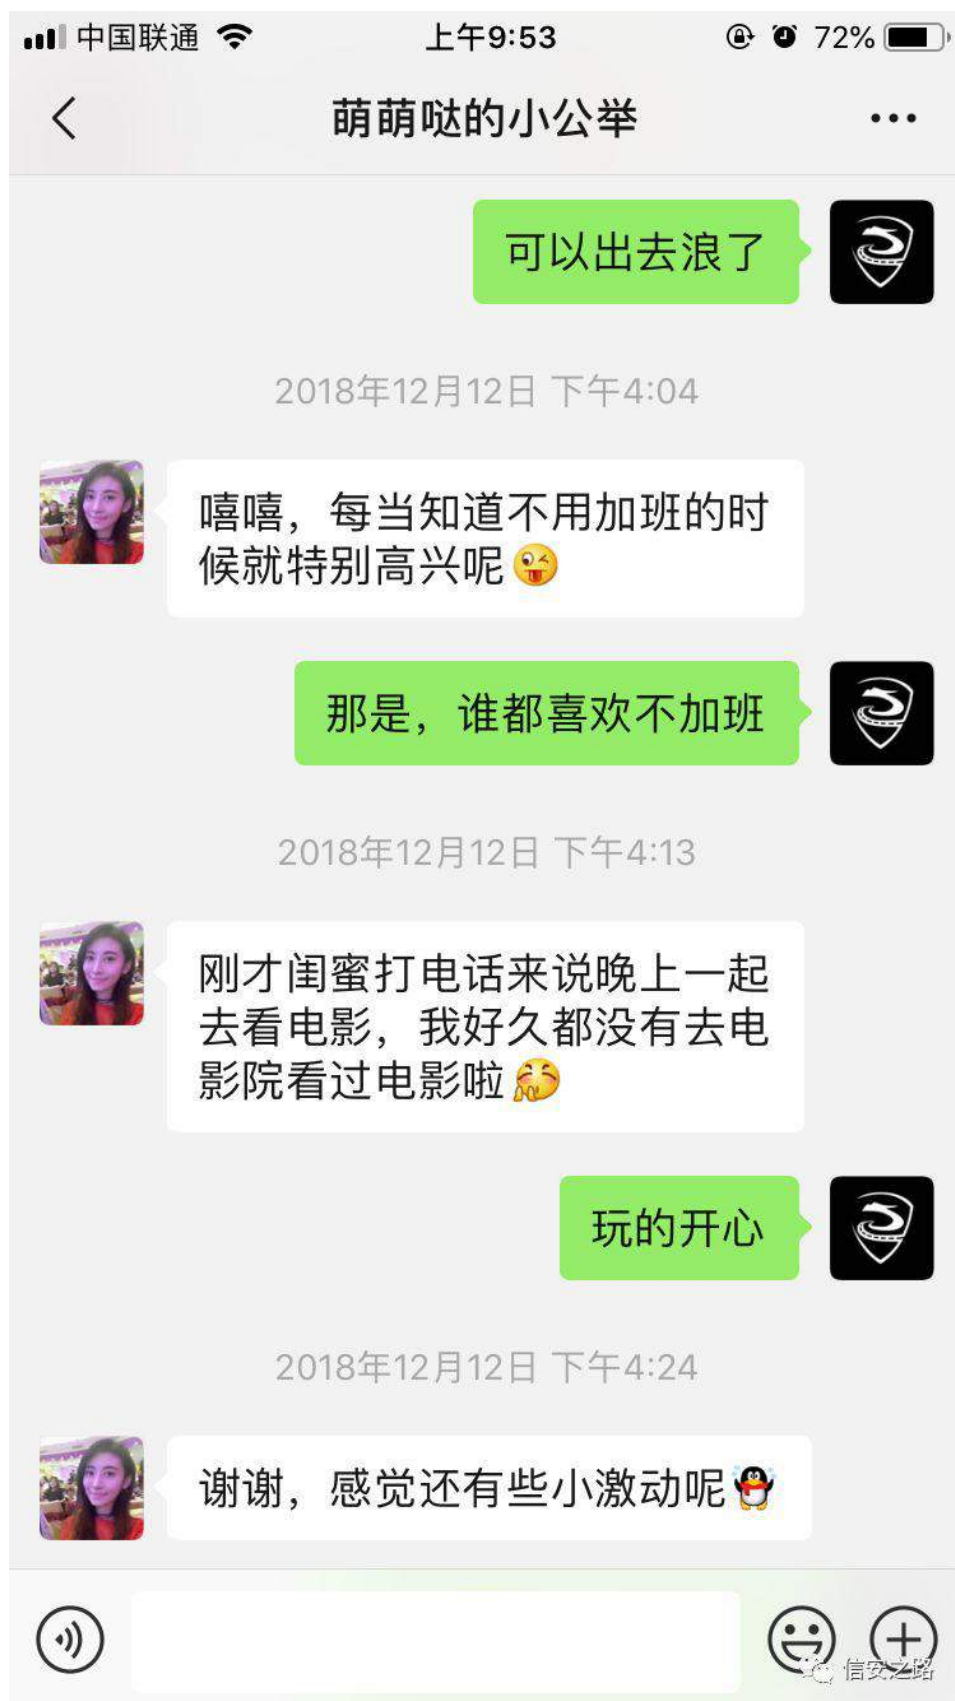 中国联通 上午9:53 72%
萌萌哒的小公举
可以出去浪了
2018年12月12日 下午4:04
嘻嘻，每当知道不用加班的时
候就特别高兴呢
那是，谁都喜欢不加班
2018年12月12日 下午4:13
刚才闺蜜打电话来说晚上一起
去看电影，我好久都没有去电
影院看过电影啦
玩的开心
2018年12月12日 下午4:24
谢谢，感觉还有些小激动呢
信安之路